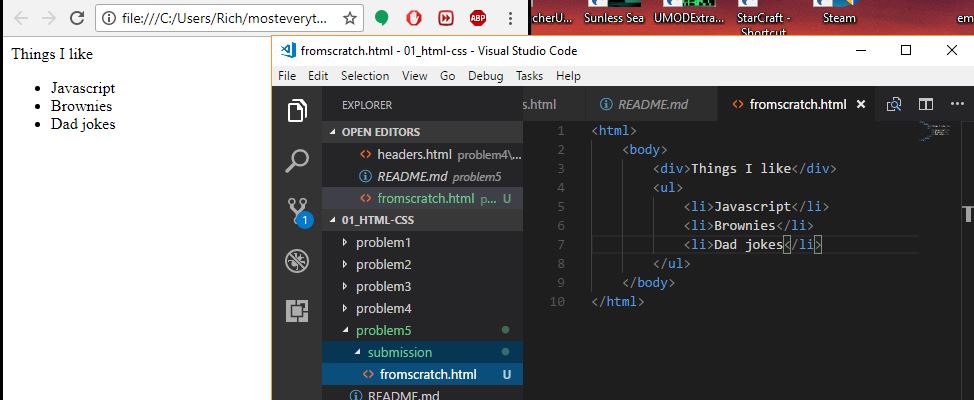 file:///C:/Users/Rich/mosteveryt...
ABP
cherUn... Sunless Sea UMODExtra... StarCraft - Shortcut Steam em
Things I like
Javascript
Brownies
Dad jokes
fromscratch.html - 01_html-css - Visual Studio Code
File Edit Selection View Go Debug Tasks Help
EXPLORER
OPEN EDITORS
headers.html problem4\...
README.md problem5
fromscratch.html p... U
01_HTML-CSS
problem1
problem2
problem3
problem4
problem5
submission
fromscratch.html U
README.md
1
s.html README.md fromscratch.html
1 <html>
2 <body>
3 <div>Things I like</div>
4 <ul>
5 <li>Javascript</li>
6 <li>Brownies</li>
7 <li>Dad jokes</li>
8 </ul>
9 </body>
10 </html>